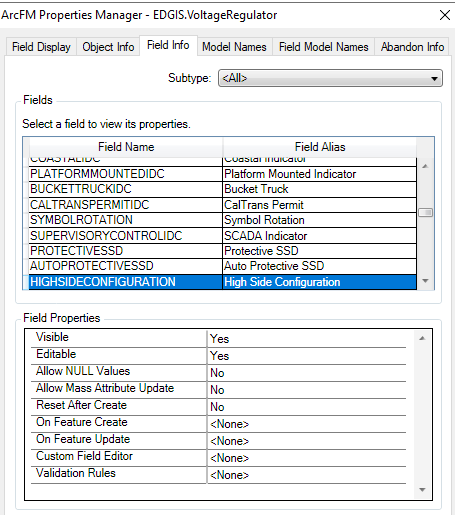 ArcFM Properties Manager - EDGIS.VoltageRegulator
Field Display Object Info Field Info Model Names Field Model Names Abandon Info
Subtype: <All>
Fields
Select a field to view its properties.
Field Name Field Alias
COASTALIDC Coastal Indicator
PLATFORMMOUNTEDIDC Platform Mounted Indicator
BUCKETTRUCKIDC Bucket Truck
CALTRANSPERMITIDC CalTrans Permit
SYMBOLROTATION Symbol Rotation
SUPERVISORYCONTROLIDC SCADA Indicator
PROTECTIVESSD Protective SSD
AUTOPROTECTIVESSD Auto Protective SSD
HIGHSIDECONFIGURATION High Side Configuration
Field Properties
Visible Yes
Editable Yes
Allow NULL Values No
Allow Mass Attribute Update No
Reset After Create No
On Feature Create <None>
On Feature Update <None>
Custom Field Editor <None>
Validation Rules <None>